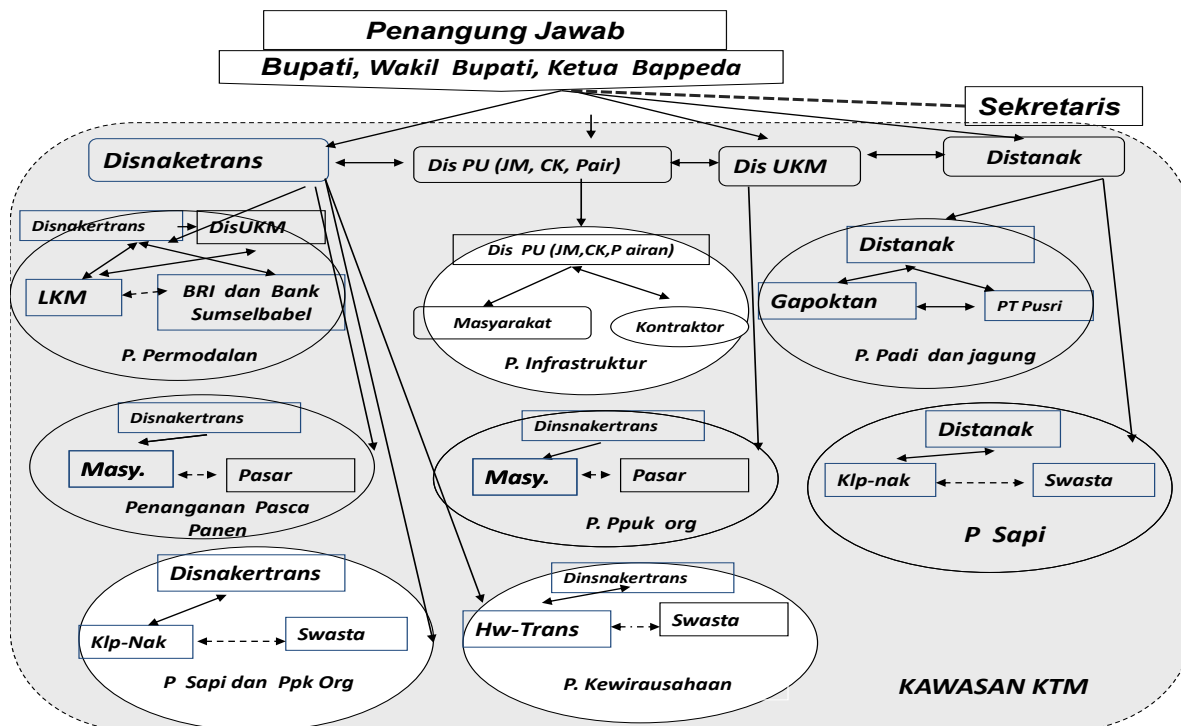 Penangung Jawab
Bupati, Wakil Bupati, Ketua Bappeda
Sekretaris
Disnaketrans
Dis PU (JM, CK, Pair)
Dis UKM
Distanak
Disnakertrans
DisUKM
LKM
BRI dan Bank
Sumselbabel
P. Permodalan
Dis PU (JM,CK,P airan)
Masyarakat
Kontraktor
P. Infrastruktur
Distanak
Gapoktan
PT Pusri
P. Padi dan jagung
Disnakertrans
Masy.
Pasar
Penanganan Pasca
Panen
Dinsnakertrans
Masy.
Pasar
P. Ppuk org
Distanak
Klp-nak
Swasta
P Sapi
Disnakertrans
Klp-Nak
Swasta
P Sapi dan Ppk Org
Dinsnakertrans
Hw-Trans
Swasta
P. Kewirausahaan
KAWASAN KTM